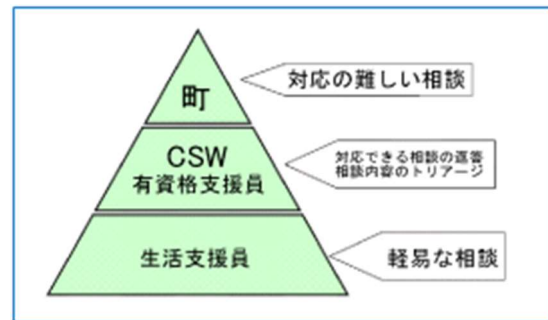 町
対応の難しい相談
CSW
有資格支援員
対応できる相談の返答
相談内容のトリアージ
生活支援員
軽易な相談